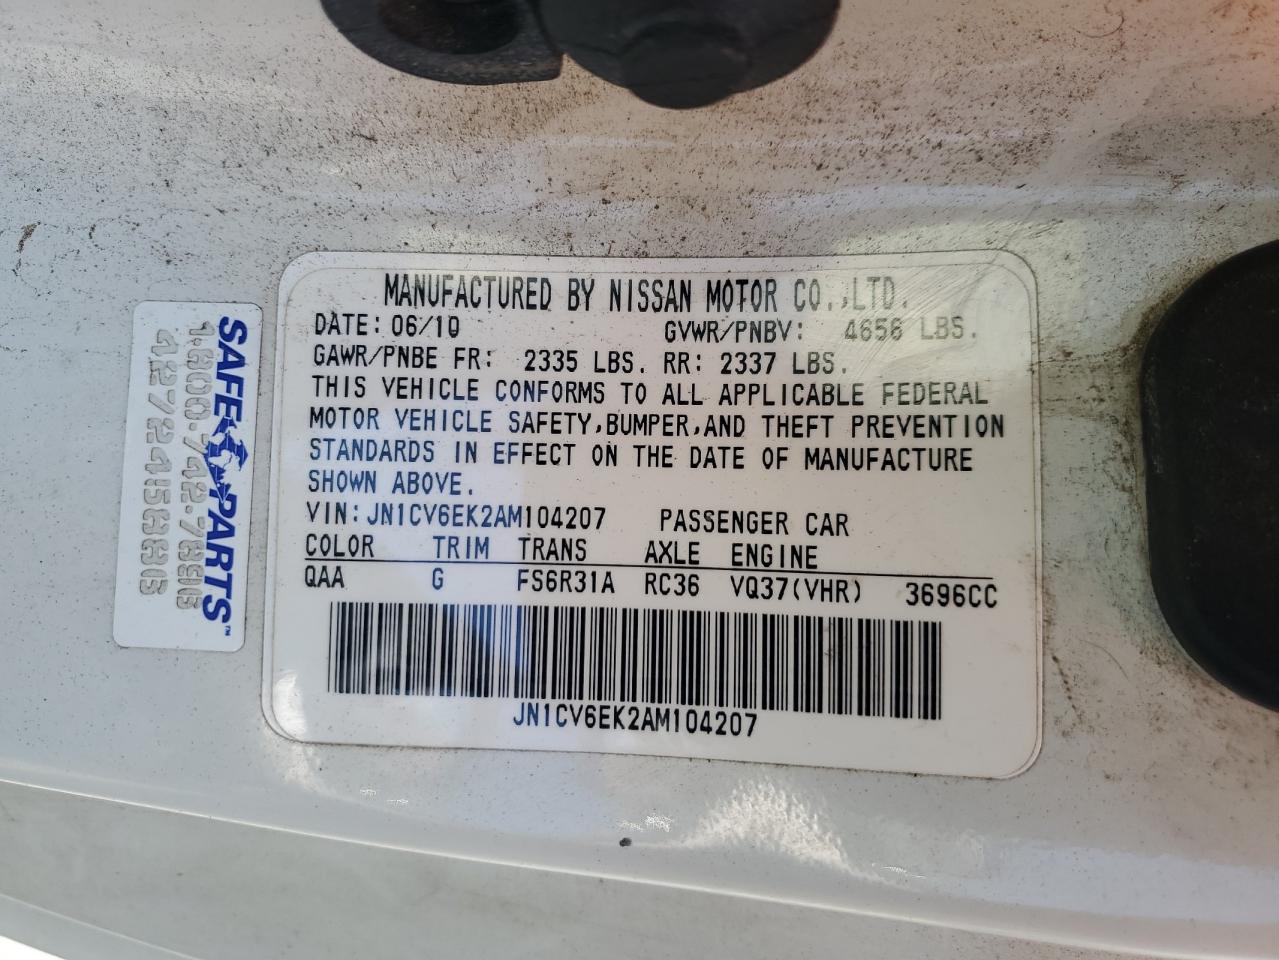 MANUFACTURED BY NISSAN MOTOR CO.,LTD.
DATE: 06/10 GVWR/PNBV: 4656 LBS.
GAWR/PNBE FR: 2335 LBS. RR: 2337 LBS.
THIS VEHICLE CONFORMS TO ALL APPLICABLE FEDERAL
MOTOR VEHICLE SAFETY,BUMPER,AND THEFT PREVENTION
STANDARDS IN EFFECT ON THE DATE OF MANUFACTURE
SHOWN ABOVE.
VIN: JN1CV6EK2AM104207 PASSENGER CAR
COLOR TRIM TRANS AXLE ENGINE
QAA G FS6R31A RC36 VQ37(VHR) 3696CC
JN1CV6EK2AM104207
SAFE PARTS™